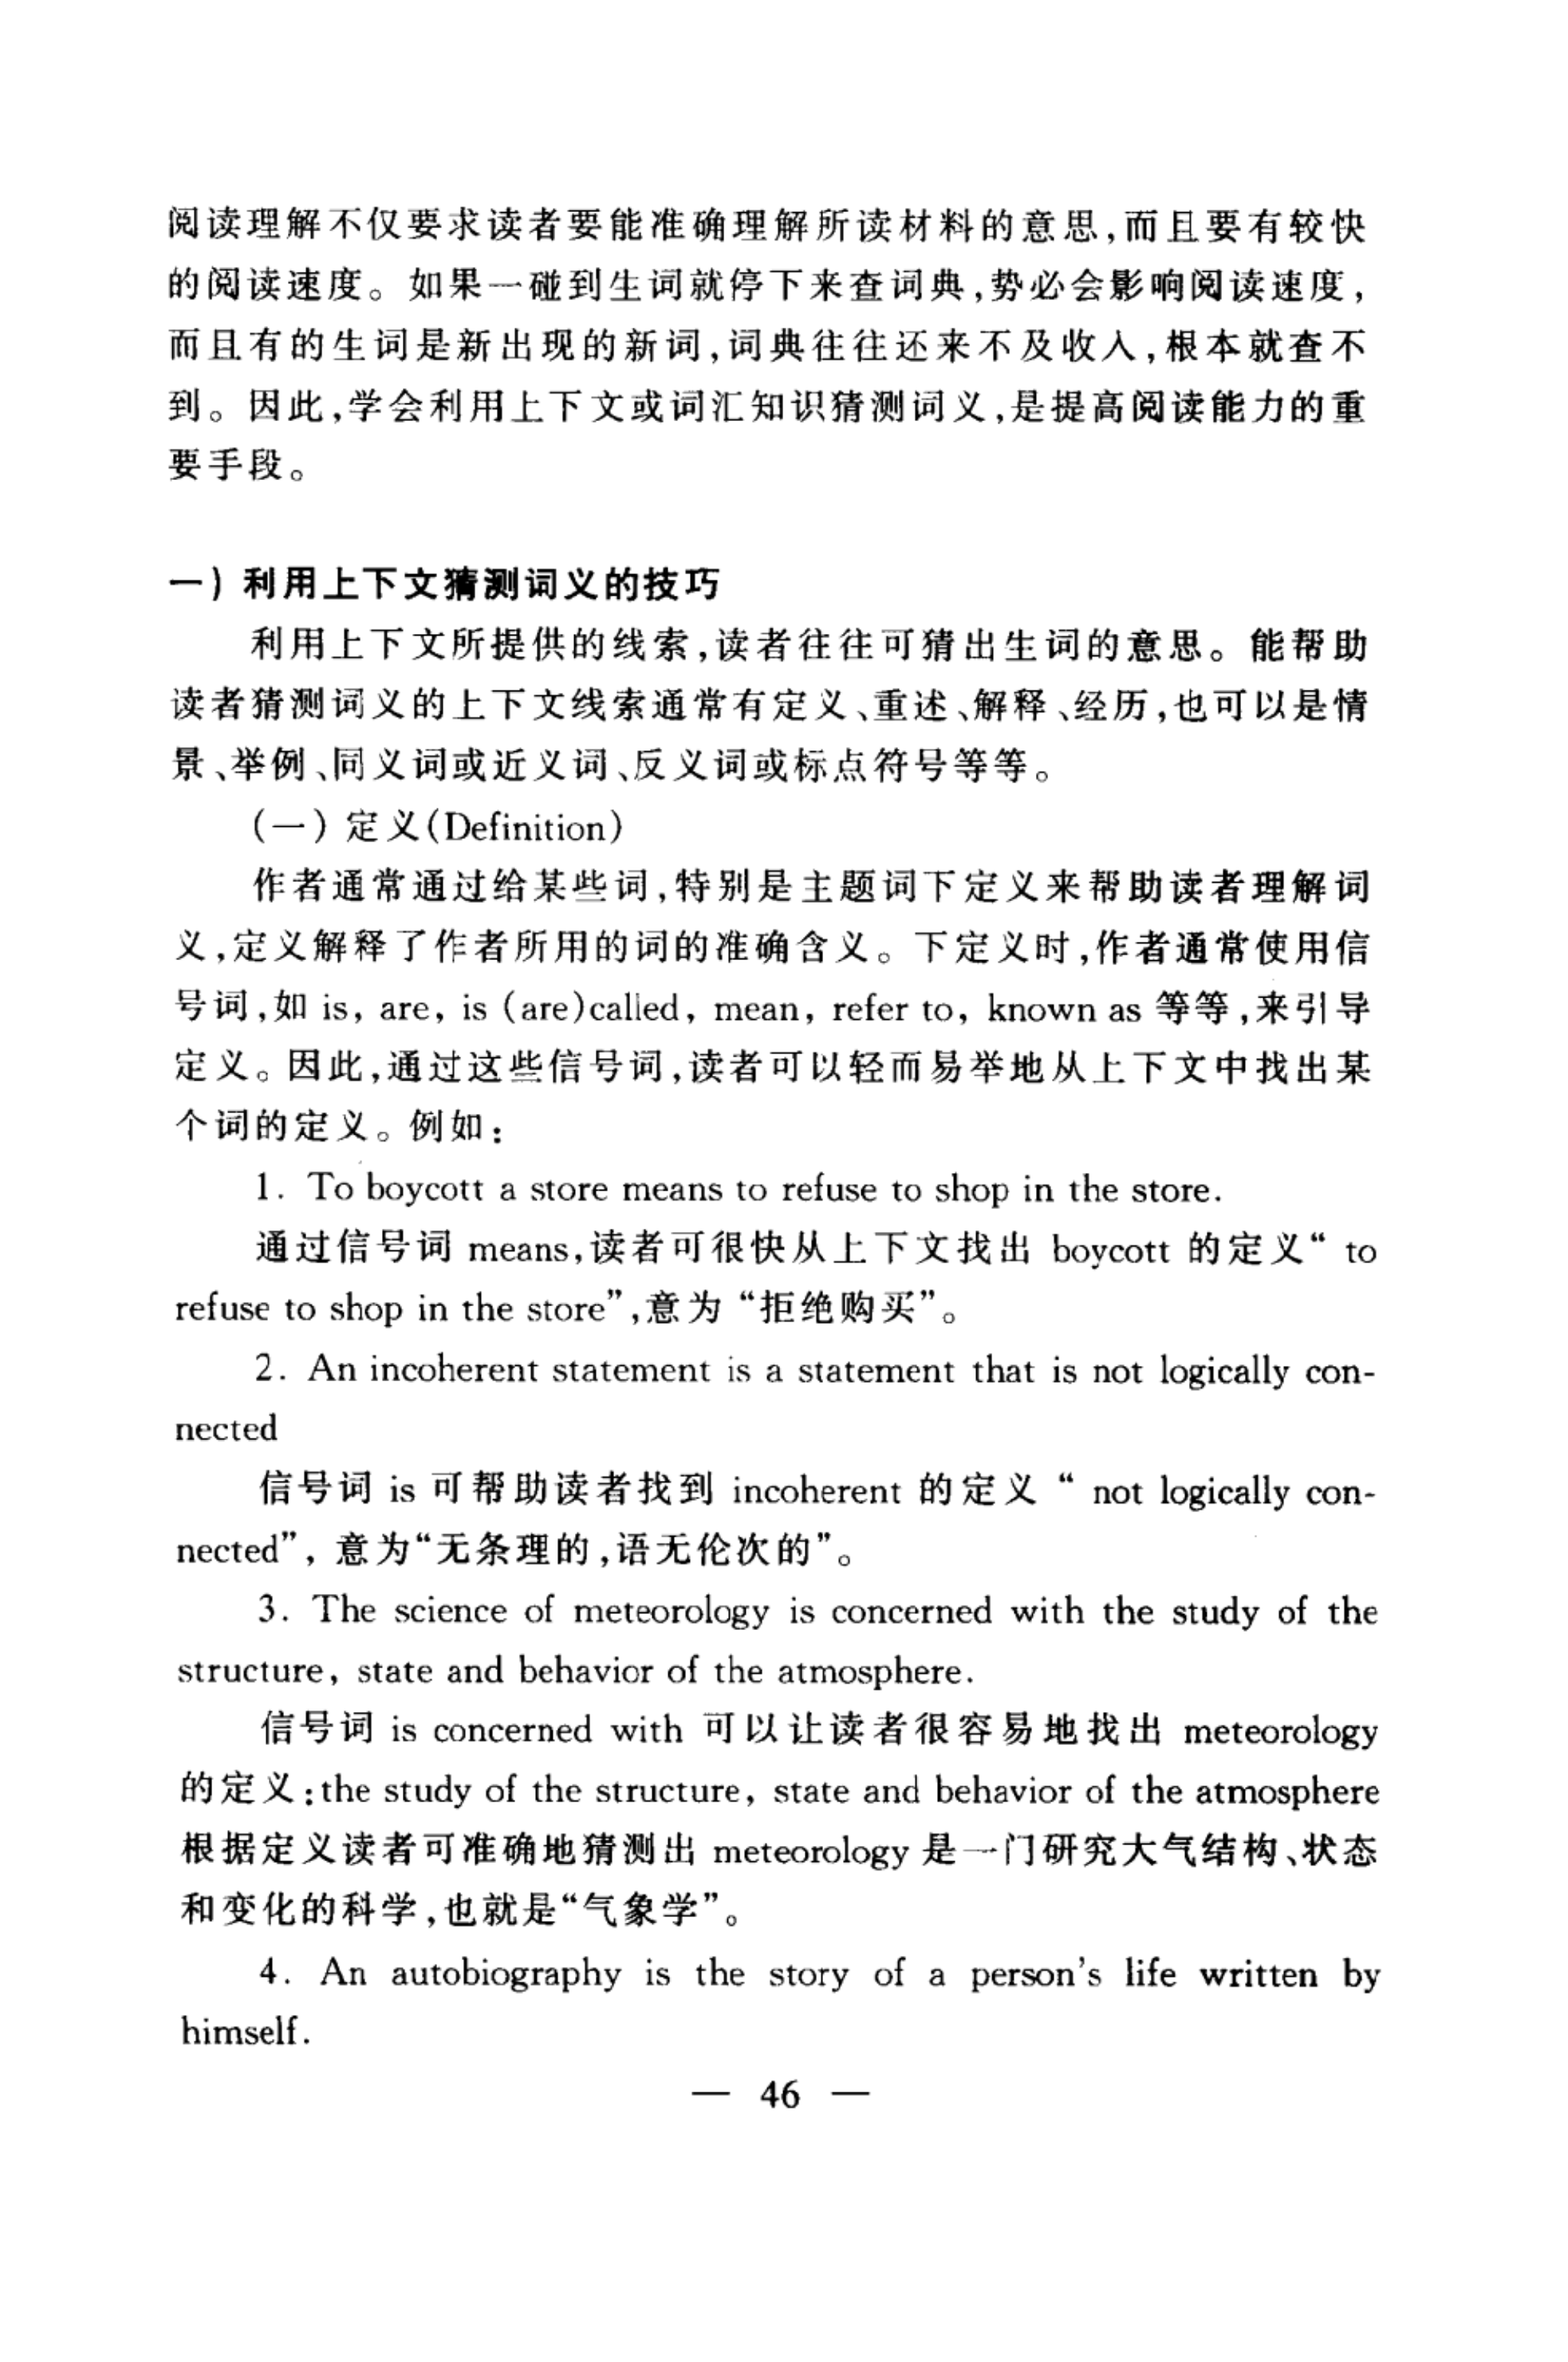 阅读理解不仅要求读者要能准确理解所读材料的意思,而且要有较快
的阅读速度。如果一碰到生词就停下来查词典,势必会影响阅读速度,
而且有的生词是新出现的新词,词典往往还来不及收入,根本就查不
到。因此,学会利用上下文或词汇知识猜测词义,是提高阅读能力的重
要手段。
一) 利用上下文猜测词义的技巧
利用上下文所提供的线索,读者往往可猜出生词的意思。能帮助
读者猜测词义的上下文线索通常有定义、重述、解释、经历,也可以是情
景、举例、同义词或近义词、反义词或标点符号等等。
(一) 定义(Definition)
作者通常通过给某些词,特别是主题词下定义来帮助读者理解词
义,定义解释了作者所用的词的准确含义。下定义时,作者通常使用信
号词,如 is, are, is (are)called, mean, refer to, known as 等等,来引导
定义。因此,通过这些信号词,读者可以轻而易举地从上下文中找出某
个词的定义。例如:
1. To boycott a store means to refuse to shop in the store.
通过信号词 means,读者可很快从上下文找出 boycott 的定义“ to
refuse to shop in the store”,意为 “拒绝购买”。
2. An incoherent statement is a statement that is not logically con-
nected
信号词 is 可帮助读者找到 incoherent 的定义 “ not logically con-
nected”, 意为“无条理的,语无伦次的”。
3. The science of meteorology is concerned with the study of the
structure, state and behavior of the atmosphere.
信号词 is concerned with 可以让读者很容易地找出 meteorology
的定义:the study of the structure, state and behavior of the atmosphere
根据定义读者可准确地猜测出 meteorology 是一门研究大气结构、状态
和变化的科学,也就是“气象学”。
4. An autobiography is the story of a person's life written by
himself.
— 46 —